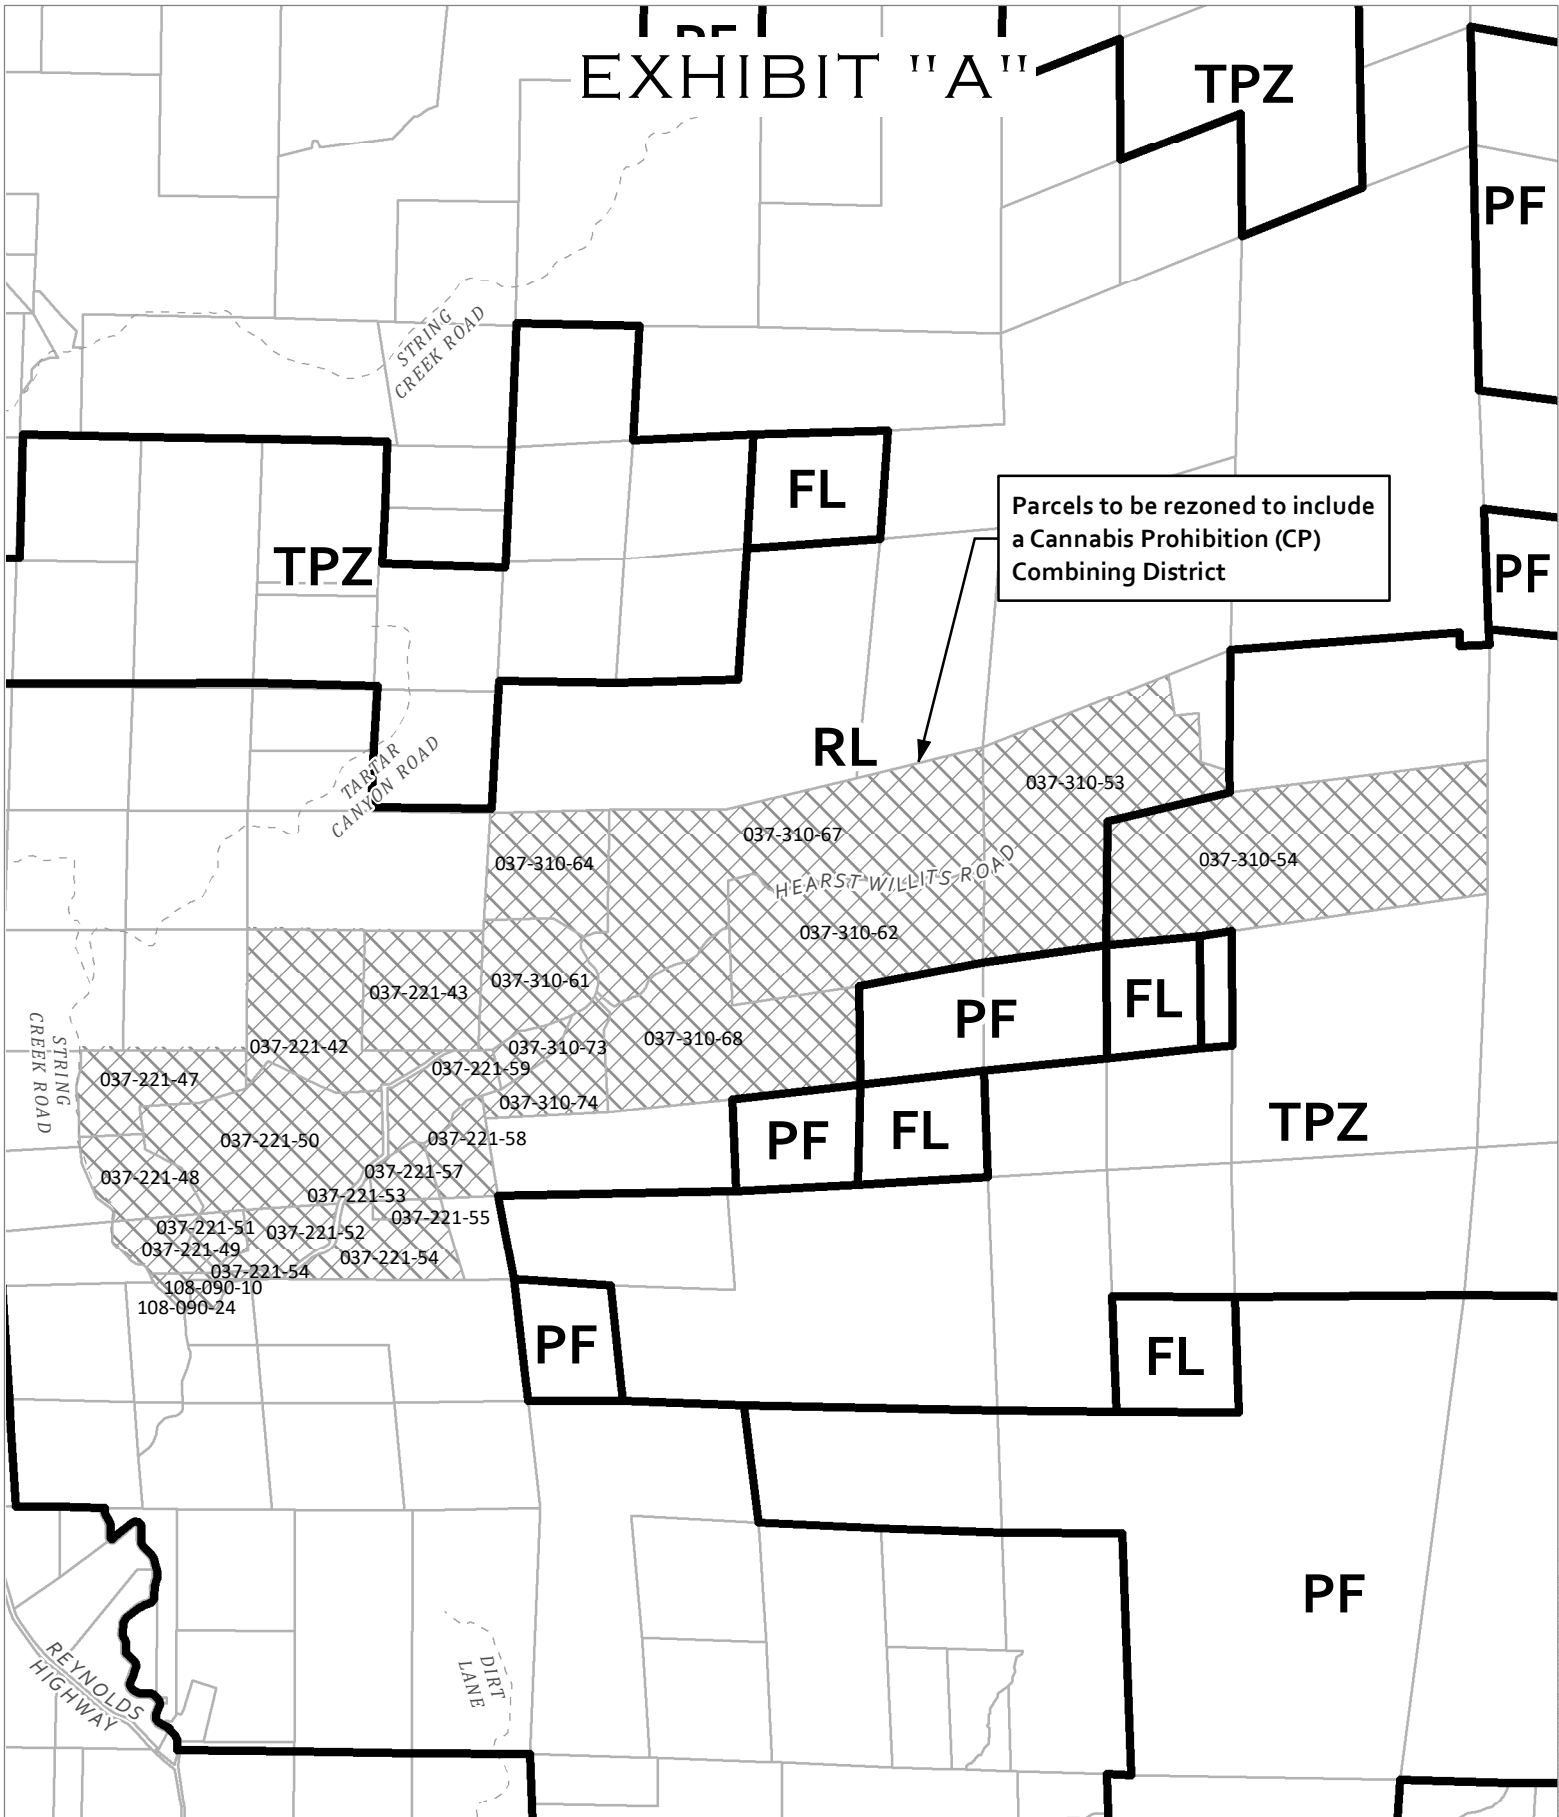 PF
EXHIBIT "A"
TPZ
PF
STRING
CREEK ROAD
FL
Parcels to be rezoned to include
a Cannabis Prohibition (CP)
Combining District
TPZ
PF
RL
TARTAR
CANYON ROAD
037-310-53
037-310-67
037-310-64
037-310-54
HEARST WILLITS ROAD
037-310-62
037-310-61
037-221-43
PF
FL
037-310-68
037-221-42
037-310-73
037-221-59
STRING
CREEK ROAD
037-221-47
037-310-74
TPZ
PF
FL
037-221-50
037-221-58
037-221-48
037-221-57
037-221-53
037-221-55
037-221-51
037-221-52
037-221-49
037-221-54
037-221-54
108-090-10
108-090-24
PF
FL
PF
REYNOLDS
HIGHWAY
DIRT
LANE